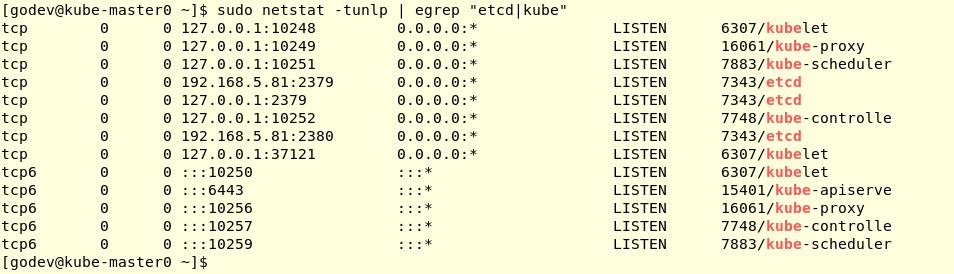 [godev@kube-master0 ~]$ sudo netstat -tunlp | egrep "etcd|kube"
tcp        0      0 127.0.0.1:10248         0.0.0.0:*               LISTEN      6307/kubelet
tcp        0      0 127.0.0.1:10249         0.0.0.0:*               LISTEN      16061/kube-proxy
tcp        0      0 127.0.0.1:10251         0.0.0.0:*               LISTEN      7883/kube-scheduler
tcp        0      0 192.168.5.81:2379       0.0.0.0:*               LISTEN      7343/etcd
tcp        0      0 127.0.0.1:2379          0.0.0.0:*               LISTEN      7343/etcd
tcp        0      0 127.0.0.1:10252         0.0.0.0:*               LISTEN      7748/kube-controlle
tcp        0      0 192.168.5.81:2380       0.0.0.0:*               LISTEN      7343/etcd
tcp        0      0 127.0.0.1:37121         0.0.0.0:*               LISTEN      6307/kubelet
tcp6       0      0 :::10250                :::*                    LISTEN      6307/kubelet
tcp6       0      0 :::6443                 :::*                    LISTEN      15401/kube-apiserve
tcp6       0      0 :::10256                :::*                    LISTEN      16061/kube-proxy
tcp6       0      0 :::10257                :::*                    LISTEN      7748/kube-controlle
tcp6       0      0 :::10259                :::*                    LISTEN      7883/kube-scheduler
[godev@kube-master0 ~]$